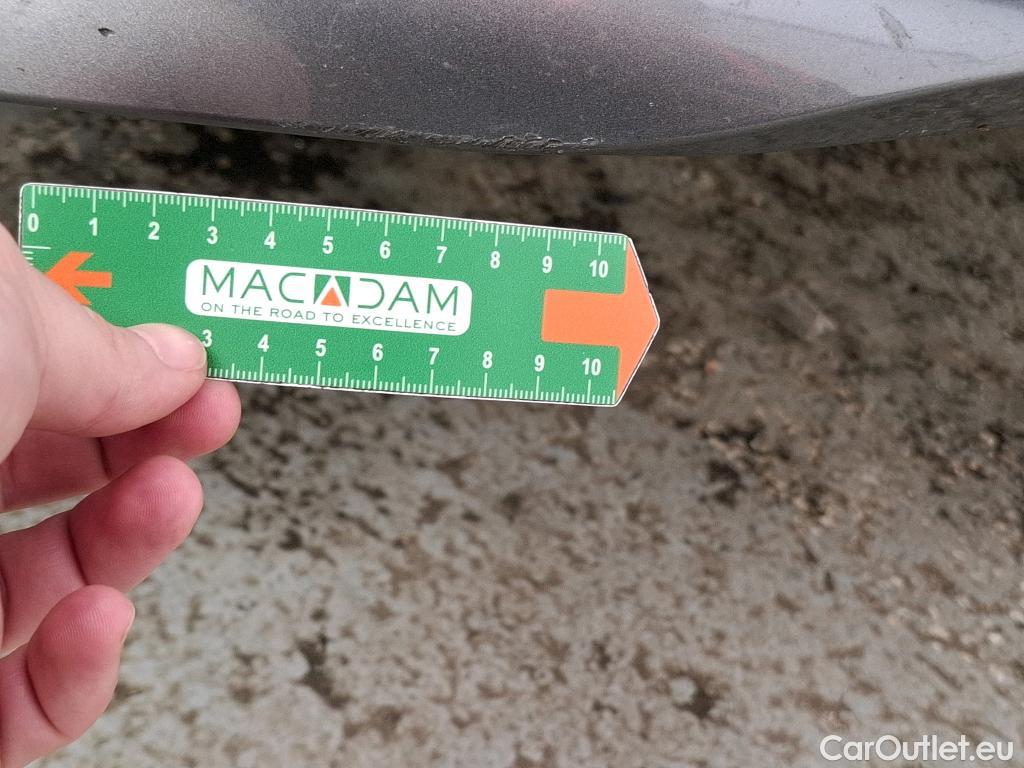 0 1 2 3 4 5 6 7 8 9 10
MACADAM
ON THE ROAD TO EXCELLENCE
3 4 5 6 7 8 9 10
CarOutlet.eu